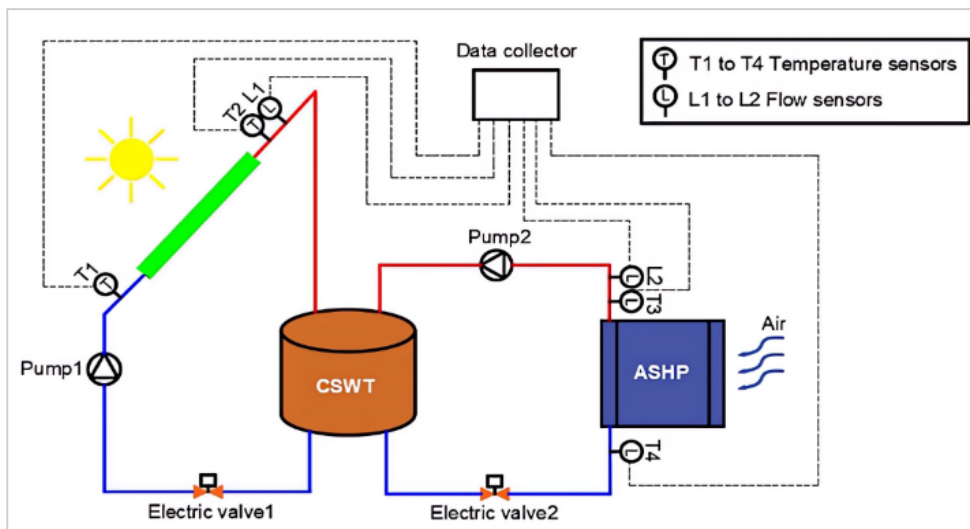 Data collector
T T1 to T4 Temperature sensors
L L1 to L2 Flow sensors
T2 L1
T L
T1
T
Pump2
L L2
L T3
Air
Pump1
CSWT
ASHP
L T4
Electric valve1
Electric valve2